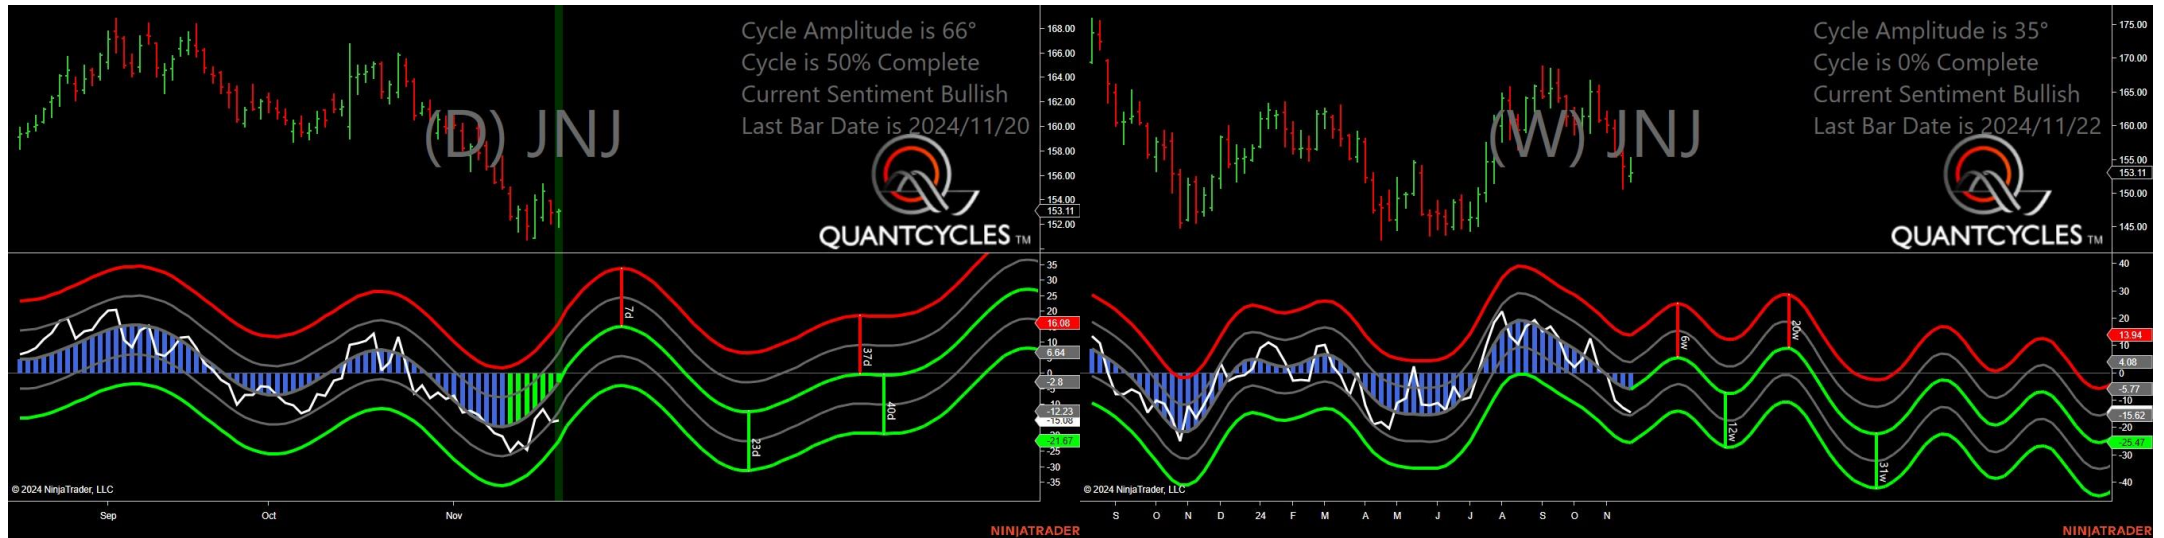 Cycle Amplitude is 66°
Cycle is 50% Complete
Current Sentiment Bullish
Last Bar Date is 2024/11/20
(D) JNJ
QUANTCYCLES TM
168.00
166.00
164.00
162.00
160.00
158.00
156.00
154.00
153.11
152.00
35
30
25
20
16.08
10
6.64
5
0
-2.8
-10
-12.23
-15.08
-21.67
-25
-30
-35
7d
37d
23d
40d
© 2024 NinjaTrader, LLC
Sep
Oct
Nov
NINJATRADER
Cycle Amplitude is 35°
Cycle is 0% Complete
Current Sentiment Bullish
Last Bar Date is 2024/11/22
(W) JNJ
QUANTCYCLES TM
175.00
170.00
165.00
160.00
155.00
153.11
150.00
145.00
40
30
20
13.94
10
4.08
0
-5.77
-10
-15.62
-20
-25.47
-30
-40
6w
20w
12w
31w
© 2024 NinjaTrader, LLC
S O N D 24 F M A M J J A S O N
NINJATRADER